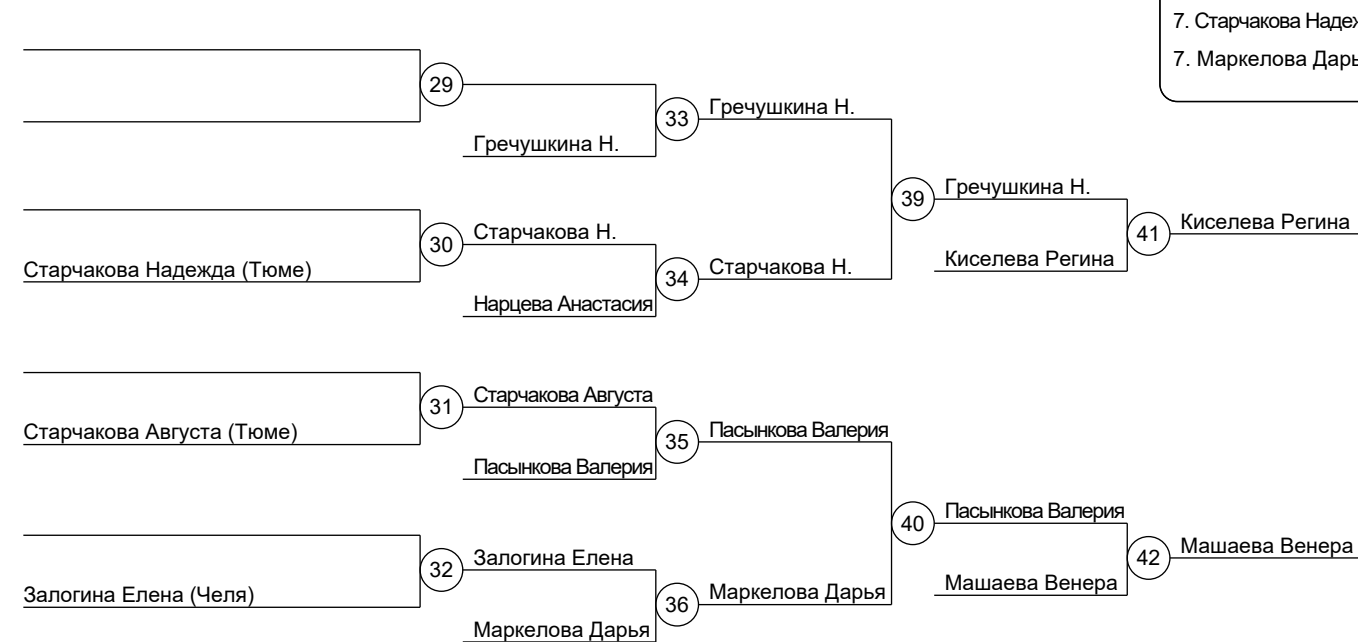 7. Старчакова Наде
7. Маркелова Дарь
29
33
Гречушкина Н.
Гречушкина Н.
39
Гречушкина Н.
30
Старчакова Н.
41
Киселева Регина
Старчакова Надежда (Тюме)
34
Старчакова Н.
Киселева Регина
Нарцева Анастасия
31
Старчакова Августа
Старчакова Августа (Тюме)
35
Пасынкова Валерия
Пасынкова Валерия
40
Пасынкова Валерия
32
Залогина Елена
42
Машаева Венера
Залогина Елена (Челя)
36
Маркелова Дарья
Машаева Венера
Маркелова Дарья